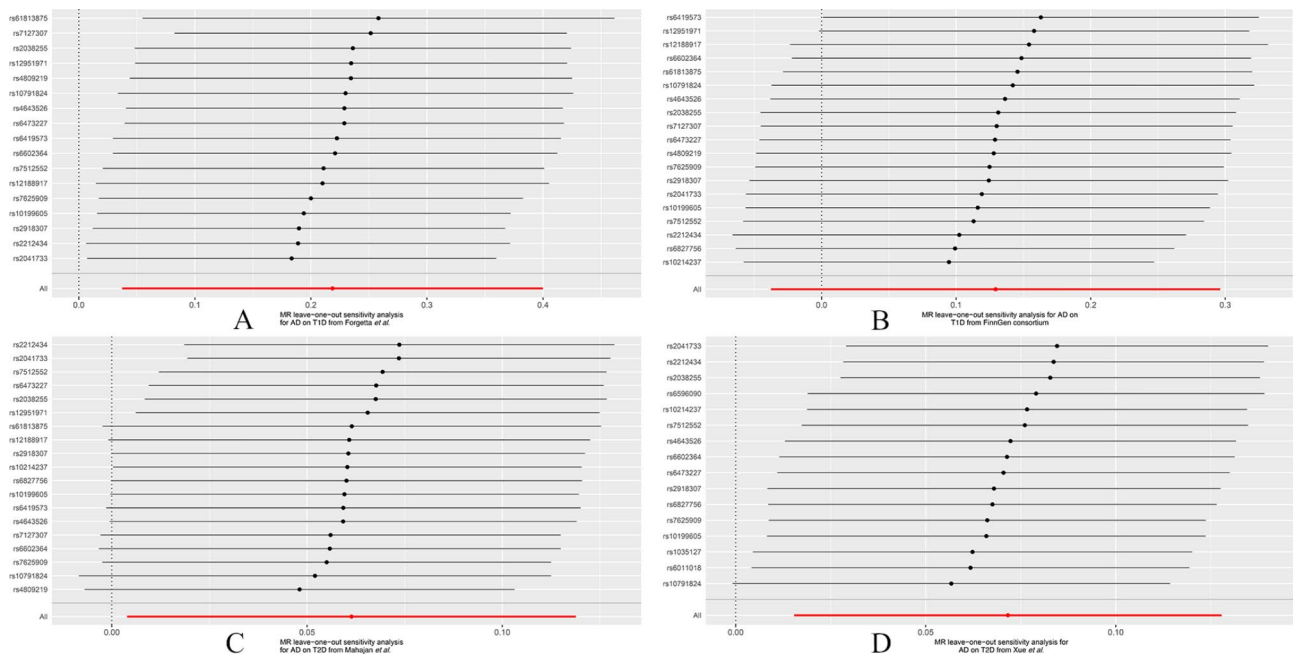 rs61813875
rs7127307
rs2038255
rs12951971
rs4809219
rs10791824
rs4643526
rs6473227
rs6419573
rs6602364
rs7512552
rs12188917
rs7625909
rs10199605
rs2918307
rs2212434
rs2041733
All
0.0 0.1 0.2 0.3 0.4
A
MR leave−one−out sensitivity analysis
for AD on T1D from Forgetta et al.
rs6419573
rs12951971
rs12188917
rs6602364
rs61813875
rs10791824
rs4643526
rs2038255
rs7127307
rs6473227
rs4809219
rs7625909
rs2918307
rs2041733
rs10199605
rs7512552
rs2212434
rs6827756
rs10214237
All
0.0 0.1 0.2 0.3
B
MR leave−one−out sensitivity analysis for AD on
T1D from FinnGen consortium
rs2212434
rs2041733
rs7512552
rs6473227
rs2038255
rs12951971
rs61813875
rs12188917
rs2918307
rs10214237
rs6827756
rs10199605
rs6419573
rs4643526
rs7127307
rs6602364
rs7625909
rs10791824
rs4809219
All
0.00 0.05 0.10
C
MR leave−one−out sensitivity analysis
for AD on T2D from Mahajan et al.
rs2041733
rs2212434
rs2038255
rs6596090
rs10214237
rs7512552
rs4643526
rs6602364
rs6473227
rs2918307
rs6827756
rs7625909
rs10199605
rs1035127
rs6011018
rs10791824
All
0.00 0.05 0.10
D
MR leave−one−out sensitivity analysis for
AD on T2D from Xue et al.